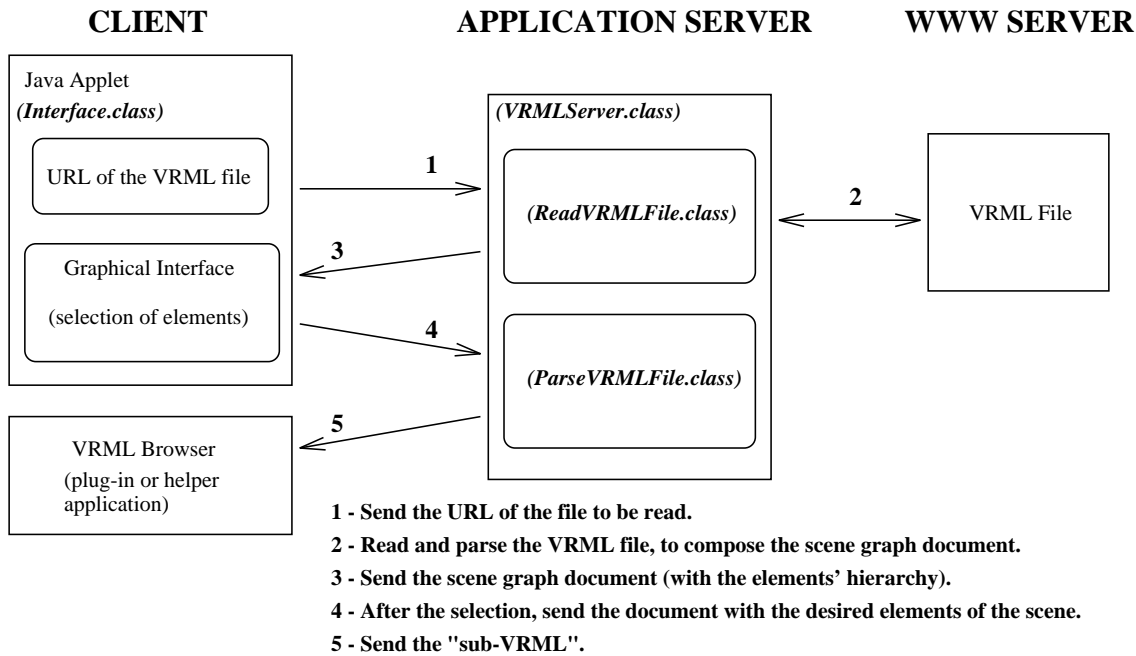 CLIENT
APPLICATION SERVER
WWW SERVER
Java Applet
(Interface.class)
URL of the VRML file
Graphical Interface
(selection of elements)
VRML Browser
(plug-in or helper
application)
(VRMLServer.class)
(ReadVRMLFile.class)
(ParseVRMLFile.class)
VRML File
1
2
3
4
5
1 - Send the URL of the file to be read.
2 - Read and parse the VRML file, to compose the scene graph document.
3 - Send the scene graph document (with the elements' hierarchy).
4 - After the selection, send the document with the desired elements of the scene.
5 - Send the "sub-VRML".